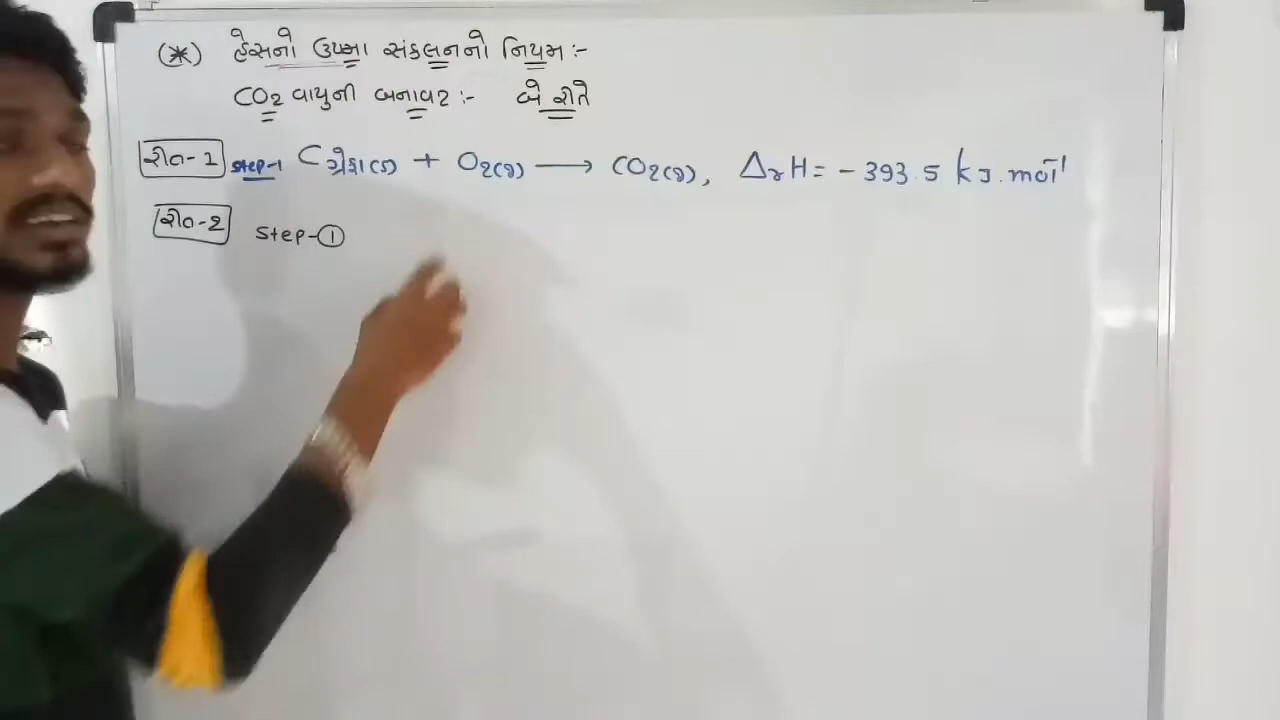 (*) હેસનો ઉષ્મા સંકલનનો નિયમ :-
CO2 વાયુની બનાવટ :- બે રીતે
રીત-1 step-1 Cગ્રેફા(s) + O2(g) ⟶ CO2(g), ΔrH = - 393.5 kJ.mol⁻¹
રીત-2 step-①